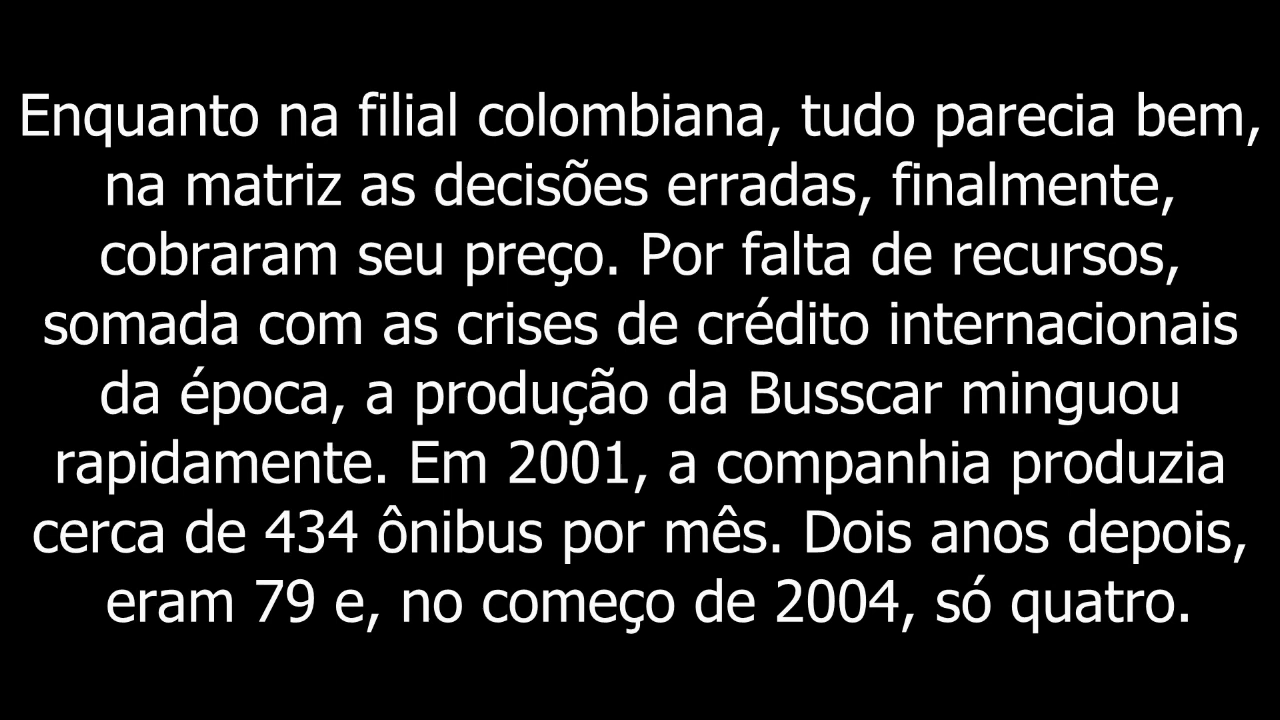 Enquanto na filial colombiana, tudo parecia bem,
na matriz as decisões erradas, finalmente,
cobraram seu preço. Por falta de recursos,
somada com as crises de crédito internacionais
da época, a produção da Busscar minguou
rapidamente. Em 2001, a companhia produzia
cerca de 434 ônibus por mês. Dois anos depois,
eram 79 e, no começo de 2004, só quatro.